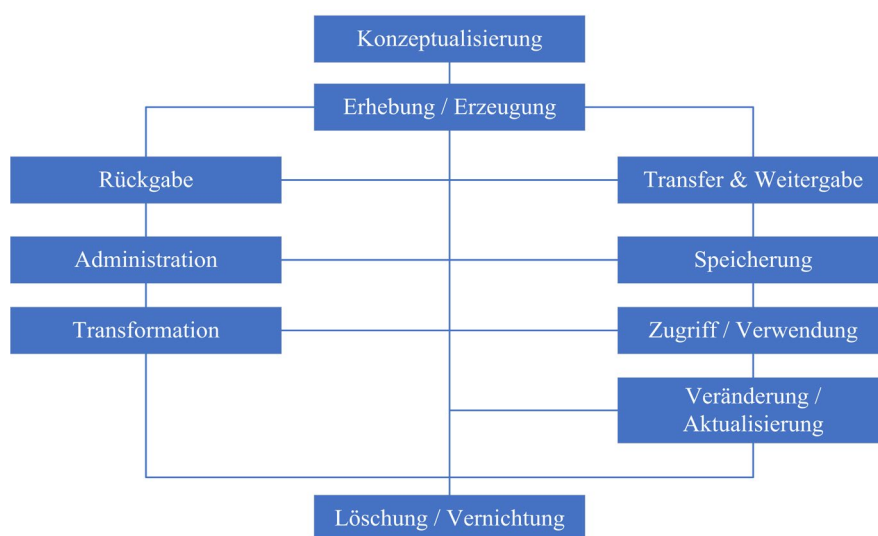 Konzeptualisierung
Erhebung / Erzeugung
Rückgabe
Transfer & Weitergabe
Administration
Speicherung
Transformation
Zugriff / Verwendung
Veränderung /
Aktualisierung
Löschung / Vernichtung